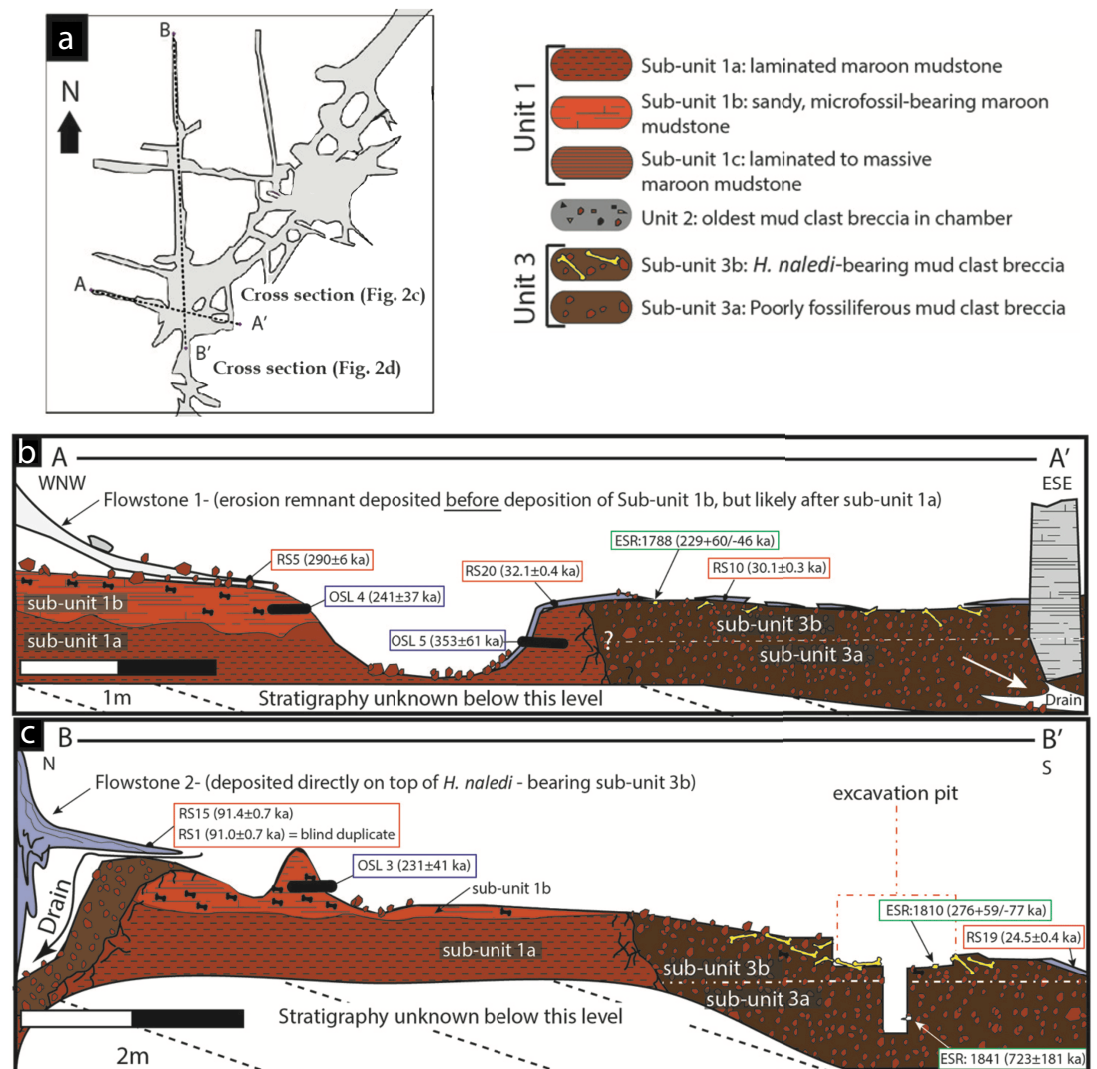 a
N
B
A
A'
B'
Cross section (Fig. 2c)
Cross section (Fig. 2d)
Unit 1
Sub-unit 1a: laminated maroon mudstone
Sub-unit 1b: sandy, microfossil-bearing maroon
mudstone
Sub-unit 1c: laminated to massive
maroon mudstone
Unit 2: oldest mud clast breccia in chamber
Unit 3
Sub-unit 3b: H. naledi-bearing mud clast breccia
Sub-unit 3a: Poorly fossiliferous mud clast breccia
b
A
A'
WNW
ESE
Flowstone 1- (erosion remnant deposited before deposition of Sub-unit 1b, but likely after sub-unit 1a)
RS5 (290±6 ka)
RS20 (32.1±0.4 ka)
ESR:1788 (229+60/-46 ka)
RS10 (30.1±0.3 ka)
OSL 4 (241±37 ka)
OSL 5 (353±61 ka)
sub-unit 1b
sub-unit 1a
?
sub-unit 3b
sub-unit 3a
Drain
1m
Stratigraphy unknown below this level
c
B
B'
N
S
Flowstone 2- (deposited directly on top of H. naledi - bearing sub-unit 3b)
RS15 (91.4±0.7 ka)
RS1 (91.0±0.7 ka) = blind duplicate
excavation pit
OSL 3 (231±41 ka)
sub-unit 1b
Drain
ESR:1810 (276+59/-77 ka)
RS19 (24.5±0.4 ka)
sub-unit 1a
sub-unit 3b
sub-unit 3a
Stratigraphy unknown below this level
2m
ESR: 1841 (723±181 ka)